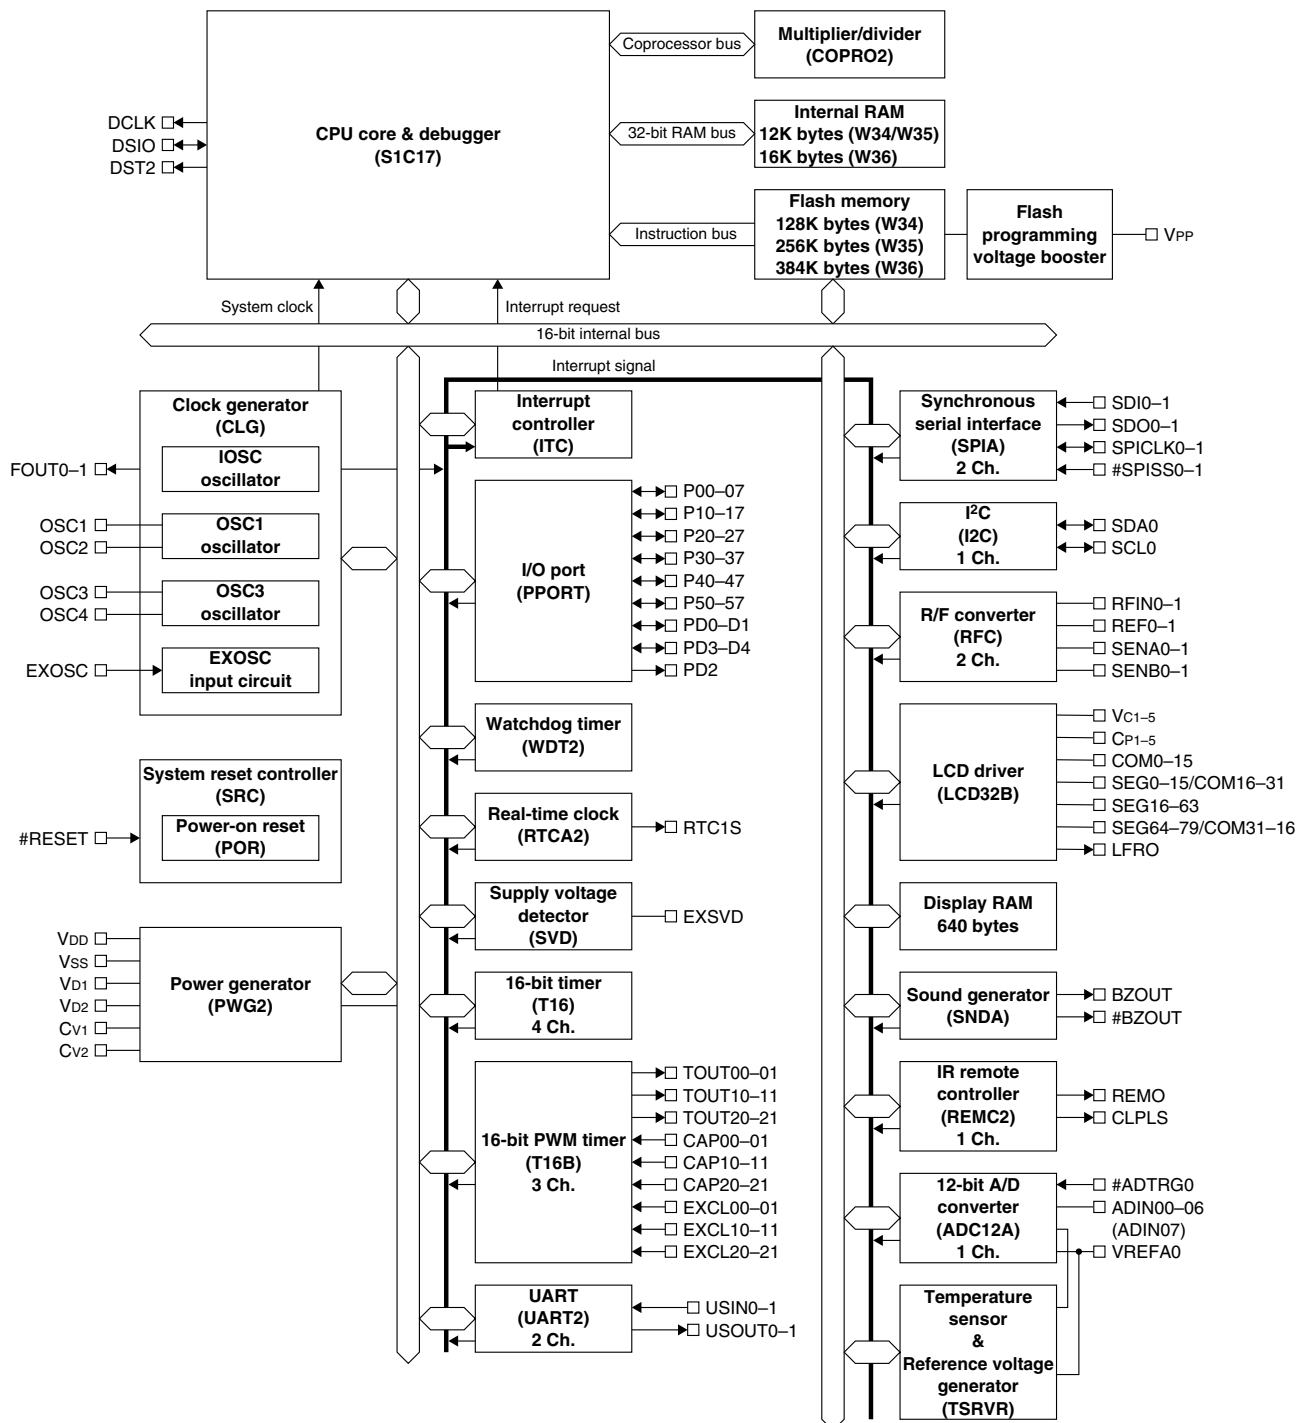 CPU core & debugger
(S1C17)
DCLK
DSIO
DST2
Coprocessor bus
Multiplier/divider
(COPRO2)
32-bit RAM bus
Internal RAM
12K bytes (W34/W35)
16K bytes (W36)
Instruction bus
Flash memory
128K bytes (W34)
256K bytes (W35)
384K bytes (W36)
Flash
programming
voltage booster
VPP
System clock
Interrupt request
16-bit internal bus
Interrupt signal
Clock generator
(CLG)
IOSC
oscillator
FOUT0–1
OSC1
OSC2
OSC1
oscillator
OSC3
OSC4
OSC3
oscillator
EXOSC
EXOSC
input circuit
System reset controller
(SRC)
#RESET
Power-on reset
(POR)
VDD
VSS
VD1
VD2
CV1
CV2
Power generator
(PWG2)
Interrupt
controller
(ITC)
I/O port
(PPORT)
P00–07
P10–17
P20–27
P30–37
P40–47
P50–57
PD0–D1
PD3–D4
PD2
Watchdog timer
(WDT2)
Real-time clock
(RTCA2)
RTC1S
Supply voltage
detector
(SVD)
EXSVD
16-bit timer
(T16)
4 Ch.
16-bit PWM timer
(T16B)
3 Ch.
TOUT00–01
TOUT10–11
TOUT20–21
CAP00–01
CAP10–11
CAP20–21
EXCL00–01
EXCL10–11
EXCL20–21
UART
(UART2)
2 Ch.
USIN0–1
USOUT0–1
Synchronous
serial interface
(SPIA)
2 Ch.
SDI0–1
SDO0–1
SPICLK0–1
#SPISS0–1
I2C
(I2C)
1 Ch.
SDA0
SCL0
R/F converter
(RFC)
2 Ch.
RFIN0–1
REF0–1
SENA0–1
SENB0–1
LCD driver
(LCD32B)
VC1–5
CP1–5
COM0–15
SEG0–15/COM16–31
SEG16–63
SEG64–79/COM31–16
LFRO
Display RAM
640 bytes
Sound generator
(SNDA)
BZOUT
#BZOUT
IR remote
controller
(REMC2)
1 Ch.
REMO
CLPLS
12-bit A/D
converter
(ADC12A)
1 Ch.
#ADTRG0
ADIN00–06
(ADIN07)
VREFA0
Temperature
sensor
&
Reference voltage
generator
(TSRVR)